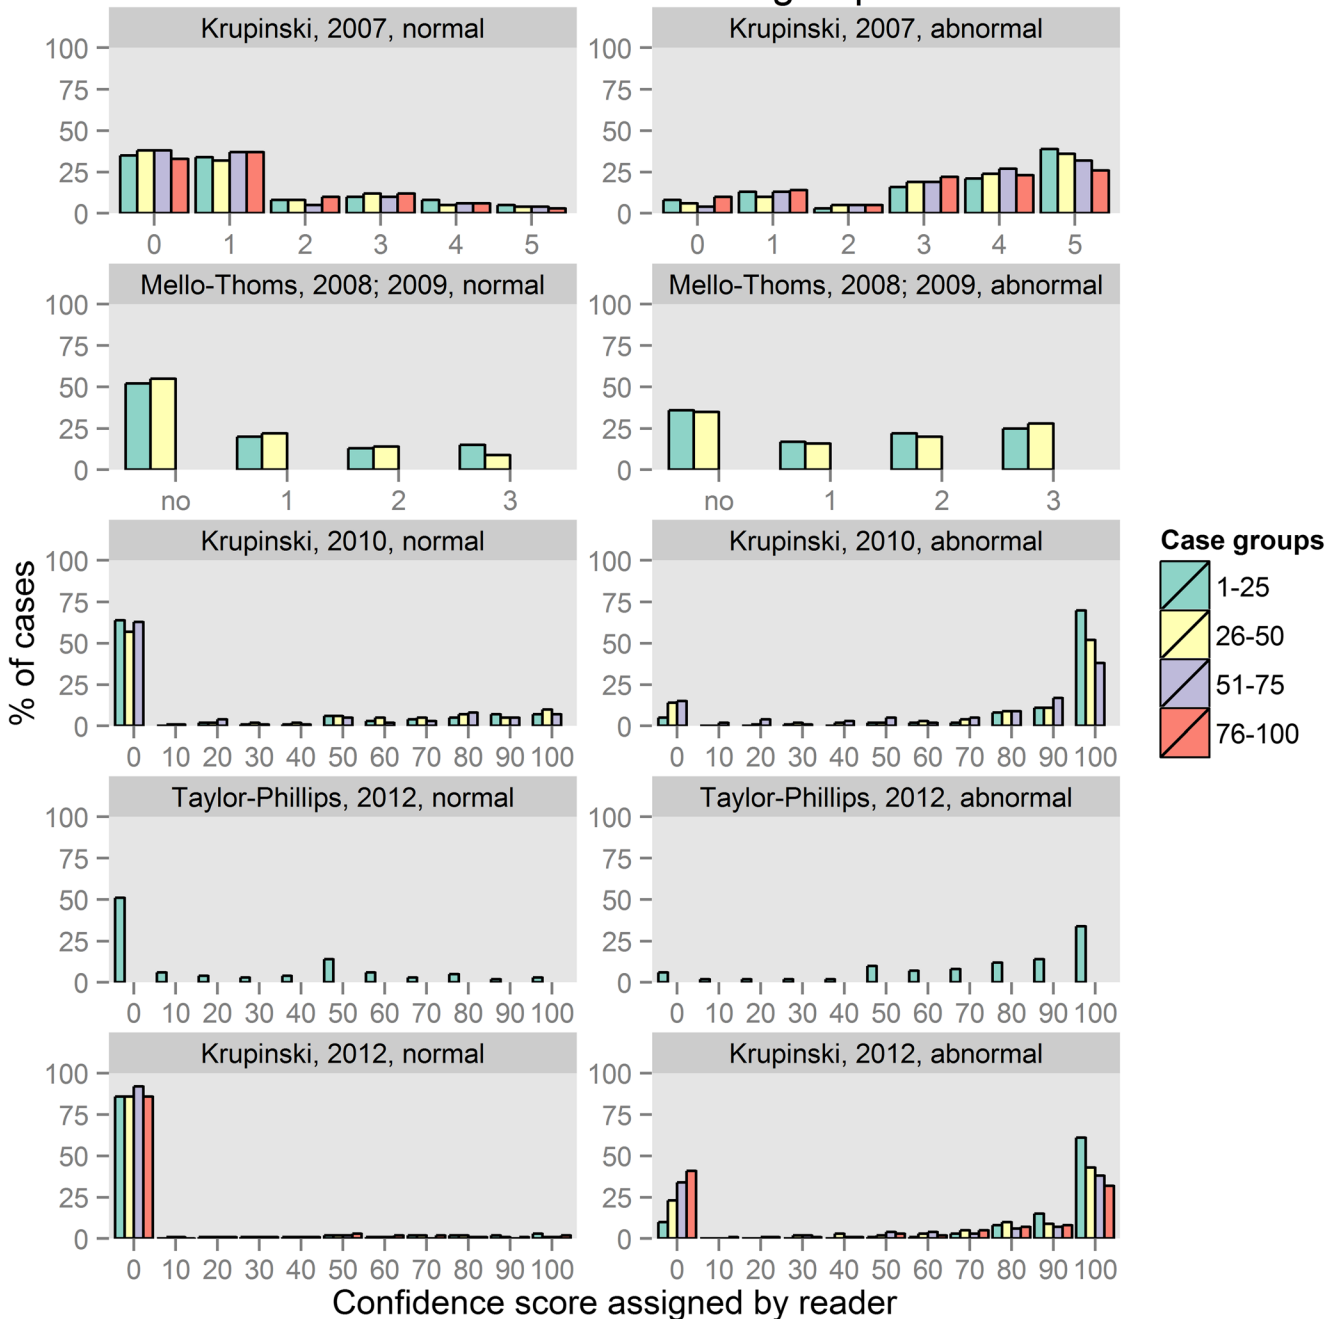 Krupinski, 2007, normal
Krupinski, 2007, abnormal
100 75 50 25 0
0 1 2 3 4 5
100 75 50 25 0
0 1 2 3 4 5
Mello-Thoms, 2008; 2009, normal
Mello-Thoms, 2008; 2009, abnormal
100 75 50 25 0
no 1 2 3
100 75 50 25 0
no 1 2 3
Krupinski, 2010, normal
Krupinski, 2010, abnormal
100 75 50 25 0
0 10 20 30 40 50 60 70 80 90 100
100 75 50 25 0
0 10 20 30 40 50 60 70 80 90 100
Taylor-Phillips, 2012, normal
Taylor-Phillips, 2012, abnormal
100 75 50 25 0
0 10 20 30 40 50 60 70 80 90 100
100 75 50 25 0
0 10 20 30 40 50 60 70 80 90 100
Krupinski, 2012, normal
Krupinski, 2012, abnormal
100 75 50 25 0
0 10 20 30 40 50 60 70 80 90 100
100 75 50 25 0
0 10 20 30 40 50 60 70 80 90 100
% of cases
Confidence score assigned by reader
Case groups
1-25
26-50
51-75
76-100